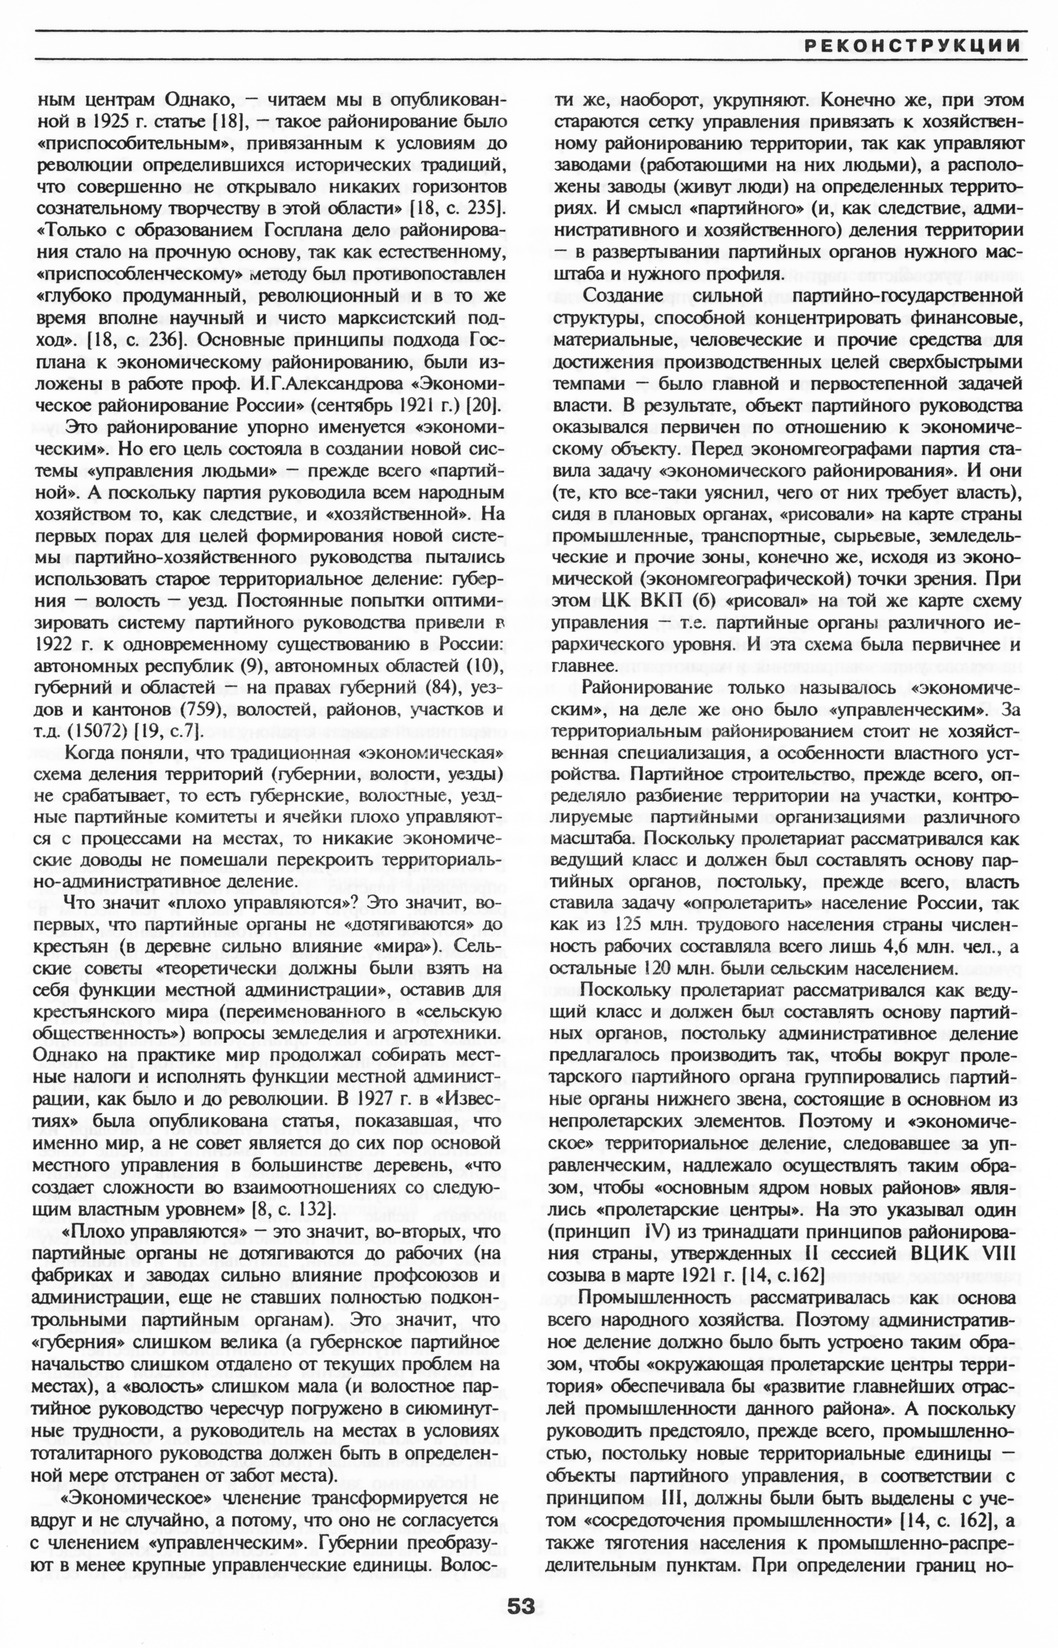 РЕКОНСТРУКЦИИ
ным центрам Однако, — читаем мы в опубликован-
ной в 1925 г. статье [18], — такое районирование было
«приспособительным», привязанным к условиям до
революции определившихся исторических традиций,
что совершенно не открывало никаких горизонтов
сознательному творчеству в этой области» [18, с. 235].
«Только с образованием Госплана дело районирова-
ния стало на прочную основу, так как естественному,
«приспособленческому» методу был противопоставлен
«глубоко продуманный, революционный и в то же
время вполне научный и чисто марксистский под-
ход». [18, с. 236]. Основные принципы подхода Гос-
плана к экономическому районированию, были из-
ложены в работе проф. И.Г.Александрова «Экономи-
ческое районирование России» (сентябрь 1921 г.) [20].
Это районирование упорно именуется «экономи-
ческим». Но его цель состояла в создании новой сис-
темы «управления людьми» — прежде всего «партий-
ной». А поскольку партия руководила всем народным
хозяйством то, как следствие, и «хозяйственной». На
первых порах для целей формирования новой систе-
мы партийно-хозяйственного руководства пытались
использовать старое территориальное деление: губер-
ния — волость — уезд. Постоянные попытки оптими-
зировать систему партийного руководства привели в
1922 г. к одновременному существованию в России:
автономных республик (9), автономных областей (10),
губерний и областей — на правах губерний (84), уез-
дов и кантонов (759), волостей, районов, участков и
т.д. (15072) [19, с.7].
Когда поняли, что традиционная «экономическая»
схема деления территорий (губернии, волости, уезды)
не срабатывает, то есть губернские, волостные, уезд-
ные партийные комитеты и ячейки плохо управляют-
ся с процессами на местах, то никакие экономиче-
ские доводы не помешали перекроить территориаль-
но-административное деление.
Что значит «плохо управляются»? Это значит, во-
первых, что партийные органы не «дотягиваются» до
крестьян (в деревне сильно влияние «мира»). Сель-
ские советы «теоретически должны были взять на
себя функции местной администрации», оставив для
крестьянского мира (переименованного в «сельскую
общественность») вопросы земледелия и агротехники.
Однако на практике мир продолжал собирать мест-
ные налоги и исполнять функции местной админист-
рации, как было и до революции. В 1927 г. в «Извес-
тиях» была опубликована статья, показавшая, что
именно мир, а не совет является до сих пор основой
местного управления в большинстве деревень, «что
создает сложности во взаимоотношениях со следую-
щим властным уровнем» [8, с. 132].
«Плохо управляются» — это значит, во-вторых, что
партийные органы не дотягиваются до рабочих (на
фабриках и заводах сильно влияние профсоюзов и
администрации, еще не ставших полностью подкон-
трольными партийным органам). Это значит, что
«губерния» слишком велика (а губернское партийное
начальство слишком отдалено от текущих проблем на
местах), а «волость» слишком мала (и волостное пар-
тийное руководство чересчур погружено в сиюминут-
ные трудности, а руководитель на местах в условиях
тоталитарного руководства должен быть в определен-
ной мере отстранен от забот места).
«Экономическое» членение трансформируется не
вдруг и не случайно, а потому, что оно не согласуется
с членением «управленческим». Губернии преобразу-
ют в менее крупные управленческие единицы. Волос-
ти же, наоборот, укрупняют. Конечно же, при этом
стараются сетку управления привязать к хозяйствен-
ному районированию территории, так как управляют
заводами (работающими на них людьми), а располо-
жены заводы (живут люди) на определенных террито-
риях. И смысл «партийного» (и, как следствие, адми-
нистративного и хозяйственного) деления территории
— в развертывании партийных органов нужного мас-
штаба и нужного профиля.
Создание сильной партийно-государственной
структуры, способной концентрировать финансовые,
материальные, человеческие и прочие средства для
достижения производственных целей сверхбыстрыми
темпами — было главной и первостепенной задачей
власти. В результате, объект партийного руководства
оказывался первичен по отношению к экономиче-
скому объекту. Перед экономгеографами партия ста-
вила задачу «экономического районирования». И они
(те, кто все-таки уяснил, чего от них требует власть),
сидя в плановых органах, «рисовали» на карте страны
промышленные, транспортные, сырьевые, земледель-
ческие и прочие зоны, конечно же, исходя из эконо-
мической (экономгеографической) точки зрения. При
этом ЦК ВКП (б) «рисовал» на той же карте схему
управления — т.е. партийные органы различного ие-
рархического уровня. И эта схема была первичнее и
главнее.
Районирование только называлось «экономиче-
ским», на деле же оно было «управленческим». За
территориальным районированием стоит не хозяйст-
венная специализация, а особенности властного уст-
ройства. Партийное строительство, прежде всего, оп-
ределяло разбиение территории на участки, контро-
лируемые партийными организациями различного
масштаба. Поскольку пролетариат рассматривался как
ведущий класс и должен был составлять основу пар-
тийных органов, постольку, прежде всего, власть
ставила задачу «опролетарить» население России, так
как из 125 млн. трудового населения страны числен-
ность рабочих составляла всего лишь 4,6 млн. чел., а
остальные 120 млн. были сельским населением.
Поскольку пролетариат рассматривался как веду-
щий класс и должен был составлять основу партий-
ных органов, постольку административное деление
предлагалось производить так, чтобы вокруг проле-
тарского партийного органа группировались партий-
ные органы нижнего звена, состоящие в основном из
непролетарских элементов. Поэтому и «экономиче-
ское» территориальное деление, следовавшее за уп-
равленческим, надлежало осуществлять таким обра-
зом, чтобы «основным ядром новых районов» явля-
лись «пролетарские центры». На это указывал один
(принцип IV) из тринадцати принципов районирова-
ния страны, утвержденных II сессией ВЦИК VIII
созыва в марте 1921 г. [14, с.162]
Промышленность рассматривалась как основа
всего народного хозяйства. Поэтому административ-
ное деление должно было быть устроено таким обра-
зом, чтобы «окружающая пролетарские центры терри-
тория» обеспечивала бы «развитие главнейших отрас-
лей промышленности данного района». А поскольку
руководить предстояло, прежде всего, промышленно-
стью, постольку новые территориальные единицы —
объекты партийного управления, в соответствии с
принципом III, должны были быть выделены с уче-
том «сосредоточения промышленности» [14, с. 162], а
также тяготения населения к промышленно-распре-
делительным пунктам. При определении границ но-
53